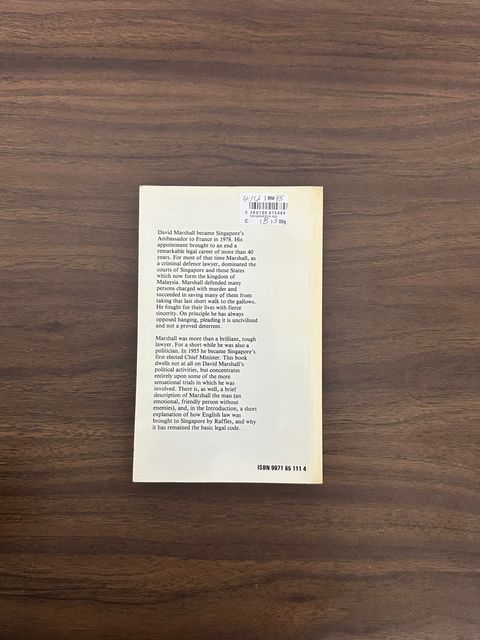 David Marshall became Singapore's
Ambassador to France in 1978. His
appointment brought to an end a
remarkable legal career of more than 40
years. For most of that time Marshall, as
a criminal defence lawyer, dominated the
courts of Singapore and those States
which now form the kingdom of
Malaysia. Marshall defended many
persons charged with murder and
succeeded in saving many of them from
taking that last short walk to the gallows.
He fought for their lives with fierce
sincerity. On principle he has always
opposed hanging, pleading it is uncivilized
and not a proved deterrent.
Marshall was more than a brilliant, tough
lawyer. For a short while he was also a
politician. In 1955 he became Singapore's
first elected Chief Minister. This book
dwells not at all on David Marshall's
political activities, but concentrates
entirely upon some of the more
sensational trials in which he was
involved. There is, as well, a brief
description of Marshall the man (an
emotional, friendly person without
enemies), and, in the Introduction, a short
explanation of how English law was
brought to Singapore by Raffles, and why
it has remained the basic legal code.
ISBN 9971 65 111 4